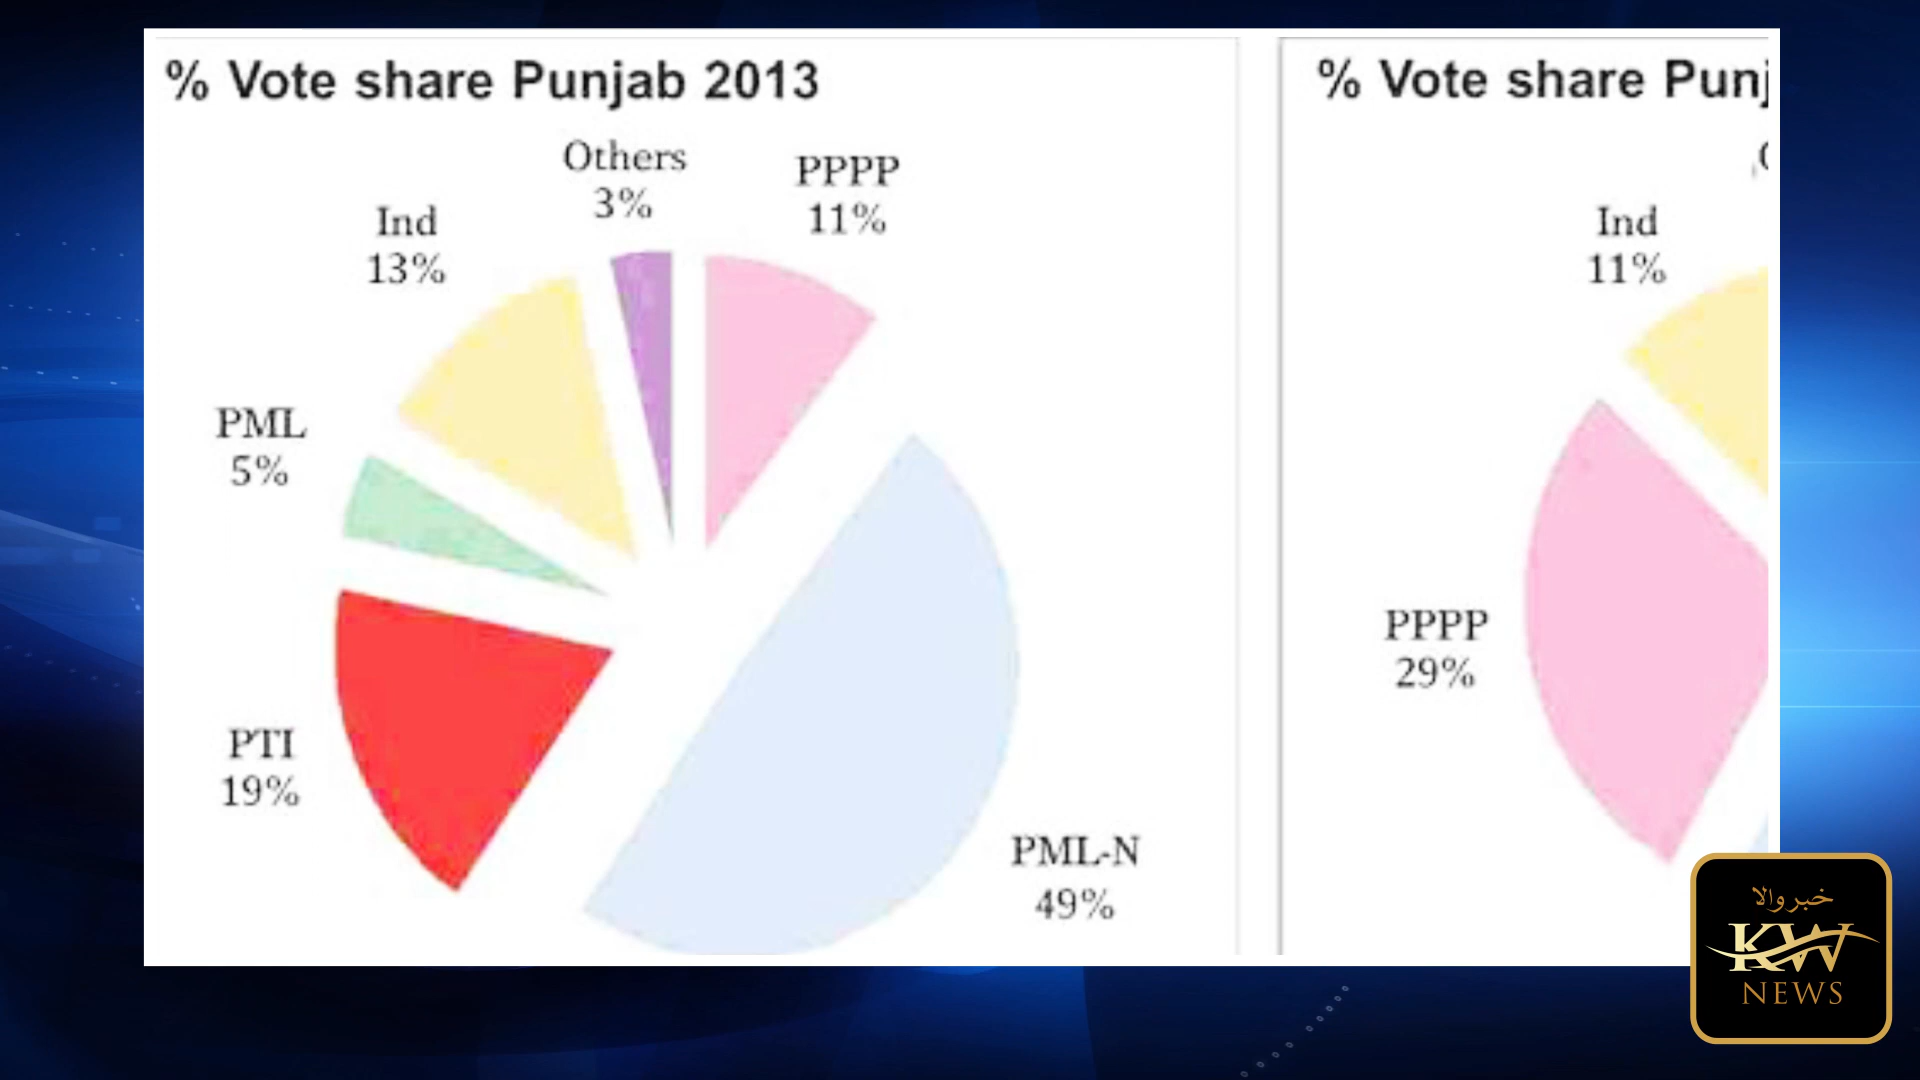 % Vote share Punjab 2013
Others
3%
PPPP
11%
Ind
13%
PML
5%
PTI
19%
PML-N
49%
% Vote share Punj
Ind
11%
PPPP
29%
خبروالا
KW
NEWS